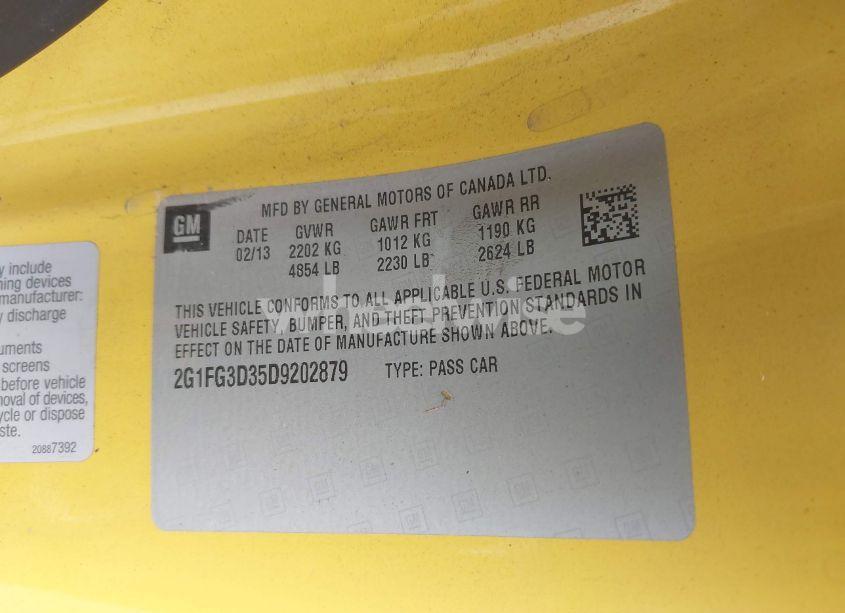 GM
MFD BY GENERAL MOTORS OF CANADA LTD.
DATE GVWR GAWR FRT GAWR RR
02/13 2202 KG 1012 KG 1190 KG
4854 LB 2230 LB 2624 LB
THIS VEHICLE CONFORMS TO ALL APPLICABLE U.S. FEDERAL MOTOR
VEHICLE SAFETY, BUMPER, AND THEFT PREVENTION STANDARDS IN
EFFECT ON THE DATE OF MANUFACTURE SHOWN ABOVE.
2G1FG3D35D9202879 TYPE: PASS CAR
y include
ning devices
manufacturer:
y discharge
uments
screens
before vehicle
noval of devices,
ycle or dispose
ste.
20887392